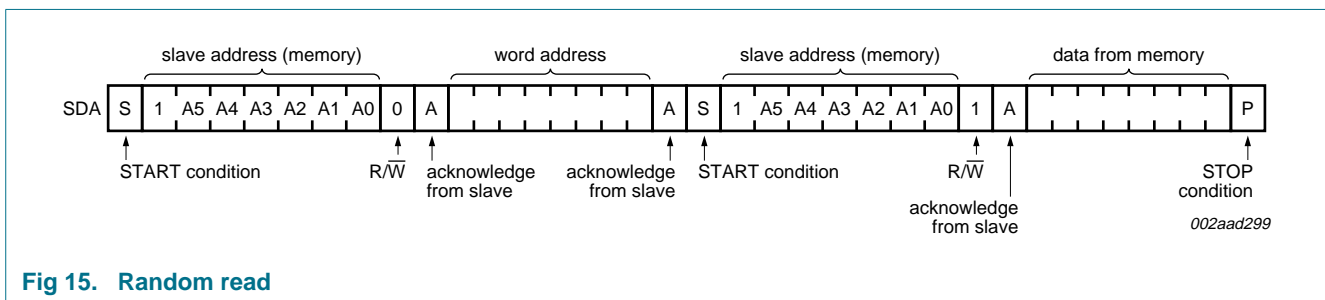 slave address (memory) word address slave address (memory) data from memory
SDA S 1 A5 A4 A3 A2 A1 A0 0 A A S 1 A5 A4 A3 A2 A1 A0 1 A P
START condition R/W̅ acknowledge from slave acknowledge from slave START condition R/W̅ acknowledge from slave STOP condition
002aad299
Fig 15. Random read